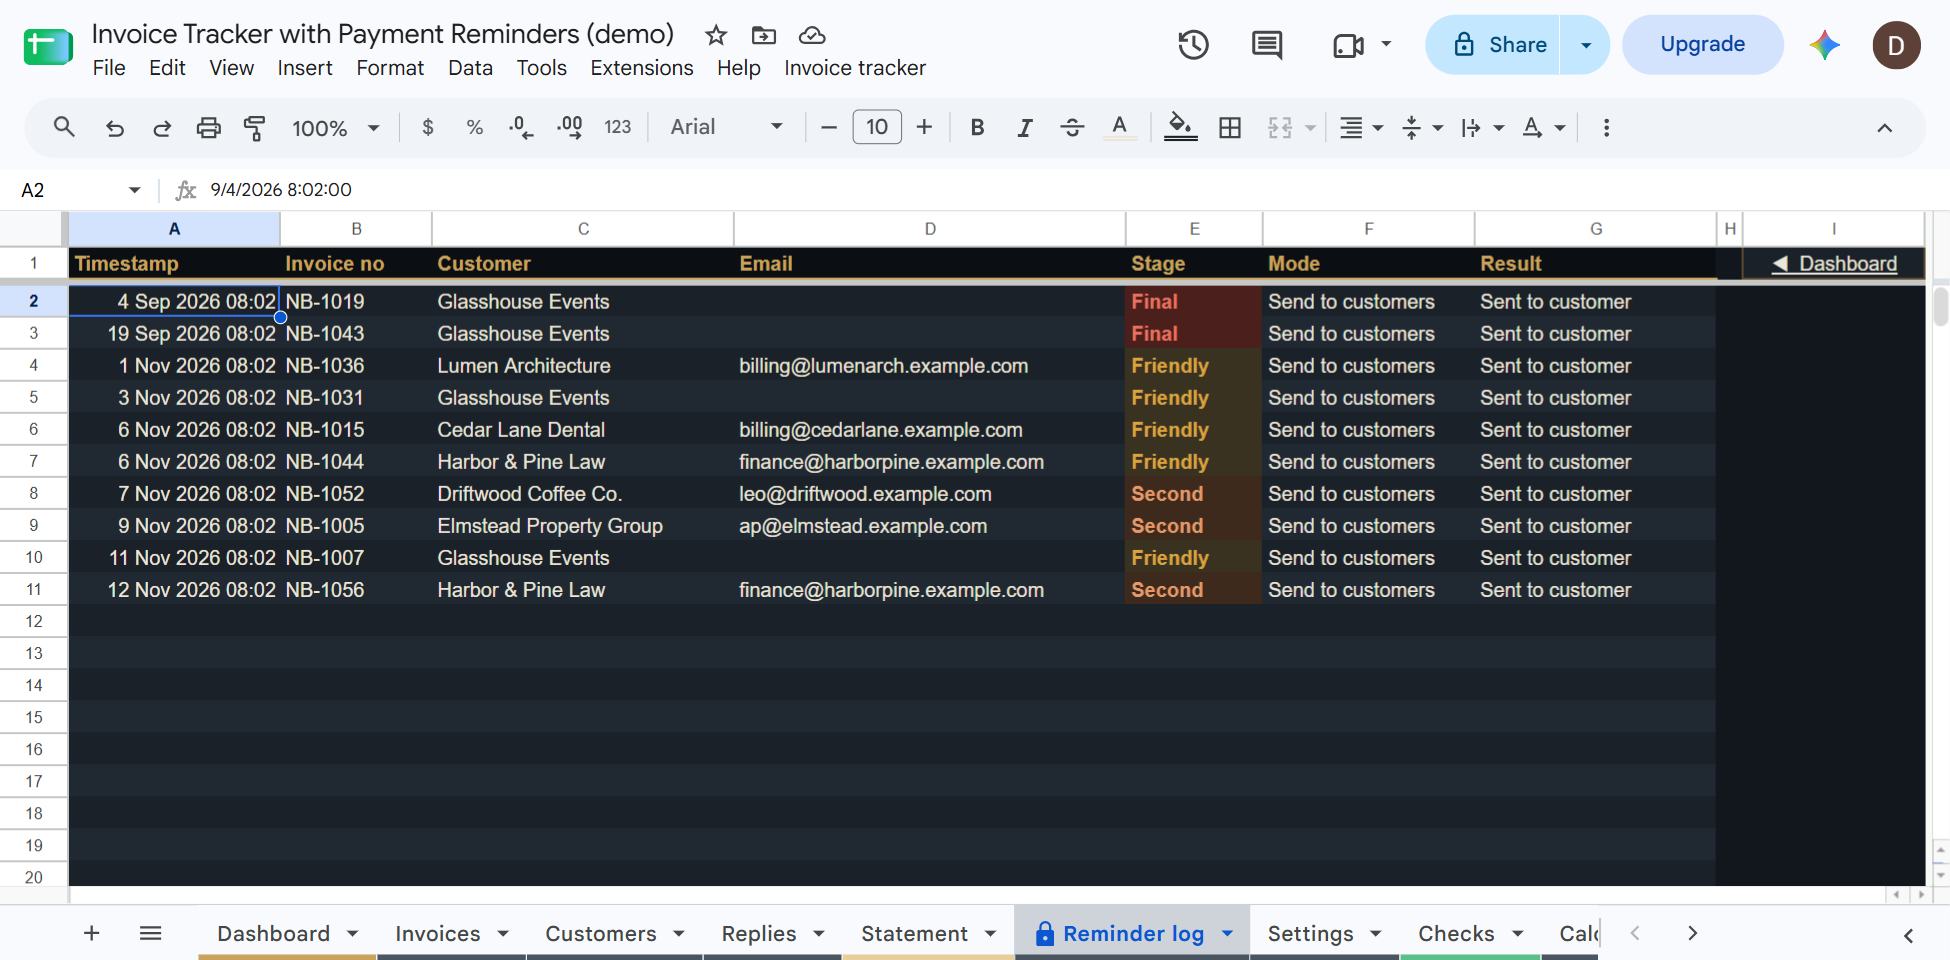 Invoice Tracker with Payment Reminders (demo)
File Edit View Insert Format Data Tools Extensions Help Invoice tracker
Share
Upgrade
D
100% $ % .0 .00 123 Arial 10 B I S A A
A2 fx 9/4/2026 8:02:00
A B C D E F G H I
1 Timestamp Invoice no Customer Email Stage Mode Result ◀ Dashboard
2 4 Sep 2026 08:02 NB-1019 Glasshouse Events Final Send to customers Sent to customer
3 19 Sep 2026 08:02 NB-1043 Glasshouse Events Final Send to customers Sent to customer
4 1 Nov 2026 08:02 NB-1036 Lumen Architecture billing@lumenarch.example.com Friendly Send to customers Sent to customer
5 3 Nov 2026 08:02 NB-1031 Glasshouse Events Friendly Send to customers Sent to customer
6 6 Nov 2026 08:02 NB-1015 Cedar Lane Dental billing@cedarlane.example.com Friendly Send to customers Sent to customer
7 6 Nov 2026 08:02 NB-1044 Harbor & Pine Law finance@harborpine.example.com Friendly Send to customers Sent to customer
8 7 Nov 2026 08:02 NB-1052 Driftwood Coffee Co. leo@driftwood.example.com Second Send to customers Sent to customer
9 9 Nov 2026 08:02 NB-1005 Elmstead Property Group ap@elmstead.example.com Second Send to customers Sent to customer
10 11 Nov 2026 08:02 NB-1007 Glasshouse Events Friendly Send to customers Sent to customer
11 12 Nov 2026 08:02 NB-1056 Harbor & Pine Law finance@harborpine.example.com Second Send to customers Sent to customer
12
13
14
15
16
17
18
19
20
Dashboard Invoices Customers Replies Statement Reminder log Settings Checks